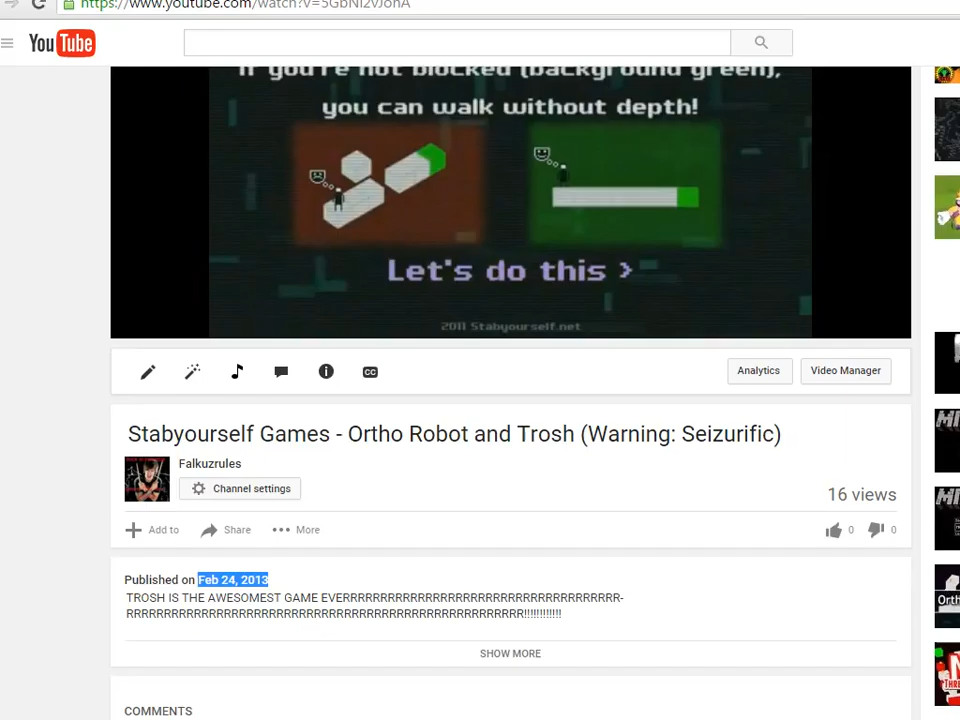 https://www.youtube.com/watch?v=5GbNI2vJohA
YouTube
If you're not blocked (background green),
you can walk without depth!
Let's do this >
2011 Stabyourself.net
CC
Analytics
Video Manager
Stabyourself Games - Ortho Robot and Trosh (Warning: Seizurific)
Falkuzrules
Channel settings
16 views
Add to
Share
More
0
0
Published on Feb 24, 2013
TROSH IS THE AWESOMEST GAME EVERRRRRRRRRRRRRRRRRRRRRRRRRRRRRRRRRRRR-
RRRRRRRRRRRRRRRRRRRRRRRRRRRRRRRRRRRRRRRRRRRRRRRRRRRRR!!!!!!!!!!!!
SHOW MORE
COMMENTS
Orth